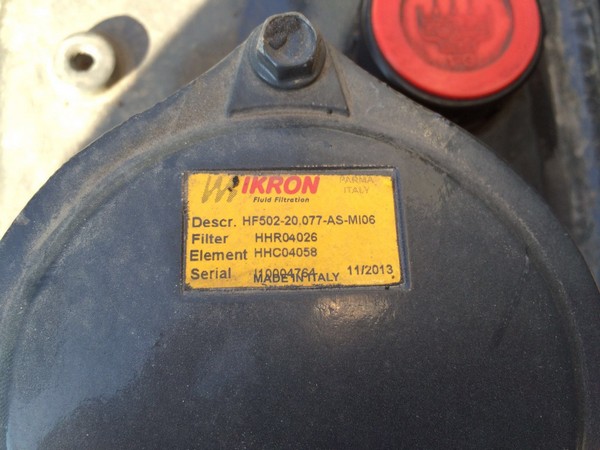 IKRON PARMA
ITALY
Fluid Filtration
Descr. HF502-20.077-AS-MI06
Filter HHR04026
Element HHC04058
Serial I10004764 11/2013
MADE IN ITALY